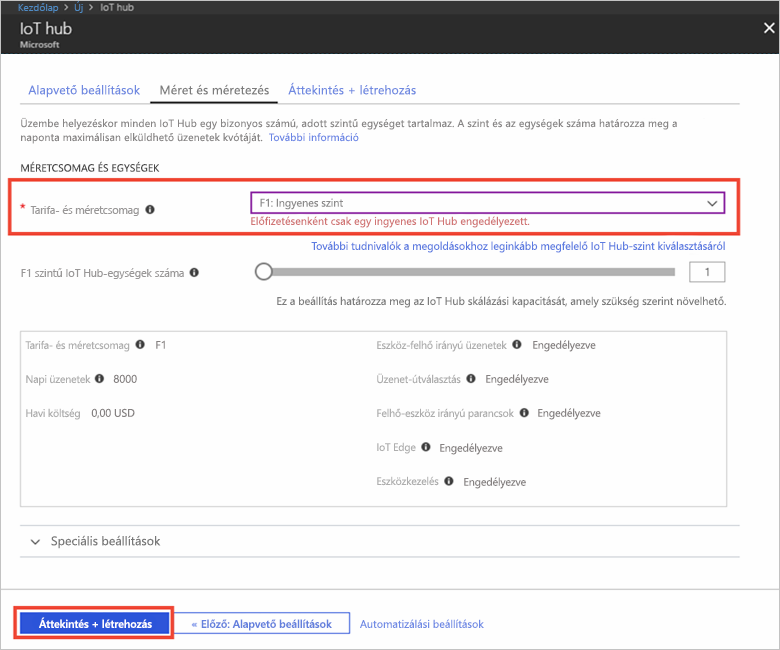 Kezdőlap > Új > IoT hub
IoT hub
Microsoft
Alapvető beállítások Méret és méretezés Áttekintés + létrehozás
Üzembe helyezéskor minden IoT Hub egy bizonyos számú, adott szintű egységet tartalmaz. A szint és az egységek száma határozza meg a
naponta maximálisan elküldhető üzenetek kvótáját. További információ
MÉRETCSOMAG ÉS EGYSÉGEK
* Tarifa- és méretcsomag F1: Ingyenes szint
Előfizetésenként csak egy ingyenes IoT Hub engedélyezett.
További tudnivalók a megoldásokhoz leginkább megfelelő IoT Hub-szint kiválasztásáról
F1 szintű IoT Hub-egységek száma 1
Ez a beállítás határozza meg az IoT Hub skálázási kapacitását, amely szükség szerint növelhető.
Tarifa- és méretcsomag F1 Eszköz-felhő irányú üzenetek Engedélyezve
Napi üzenetek 8000 Üzenet-útválasztás Engedélyezve
Havi költség 0,00 USD Felhő-eszköz irányú parancsok Engedélyezve
IoT Edge Engedélyezve
Eszközkezelés Engedélyezve
Speciális beállítások
Áttekintés + létrehozás « Előző: Alapvető beállítások Automatizálási beállítások